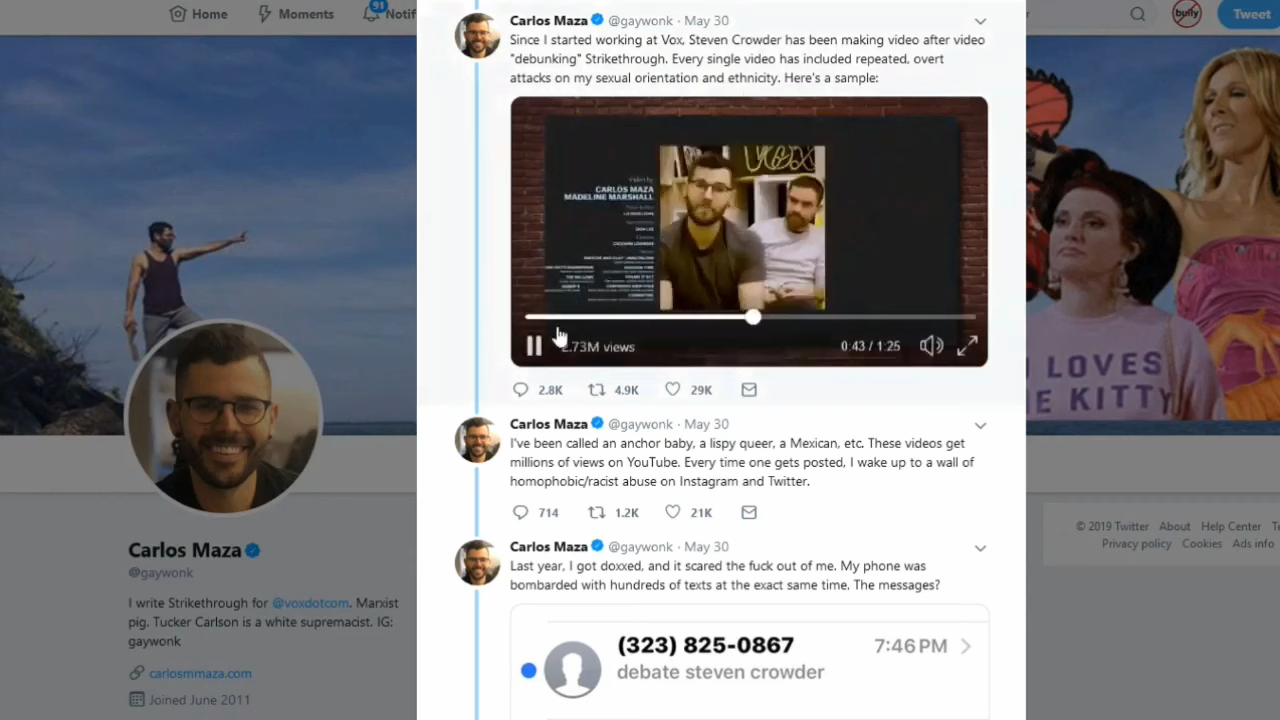 Home
Moments
91
Notif
bully
Tweet
Carlos Maza @gaywonk · May 30
Since I started working at Vox, Steven Crowder has been making video after video
"debunking" Strikethrough. Every single video has included repeated, overt
attacks on my sexual orientation and ethnicity. Here's a sample:
Video by
CARLOS MAZA
MADELINE MARSHALL
Vox
views
0:43 / 1:25
2.8K 4.9K 29K
Carlos Maza @gaywonk · May 30
I've been called an anchor baby, a lispy queer, a Mexican, etc. These videos get
millions of views on YouTube. Every time one gets posted, I wake up to a wall of
homophobic/racist abuse on Instagram and Twitter.
714 1.2K 21K
Carlos Maza @gaywonk · May 30
Last year, I got doxxed, and it scared the fuck out of me. My phone was
bombarded with hundreds of texts at the exact same time. The messages?
(323) 825-0867 7:46 PM
debate steven crowder
Carlos Maza
@gaywonk
I write Strikethrough for @voxdotcom. Marxist
pig. Tucker Carlson is a white supremacist. IG:
gaywonk
carlosmmaza.com
Joined June 2011
LOVES
KITTY
© 2019 Twitter About Help Center
Privacy policy Cookies Ads info